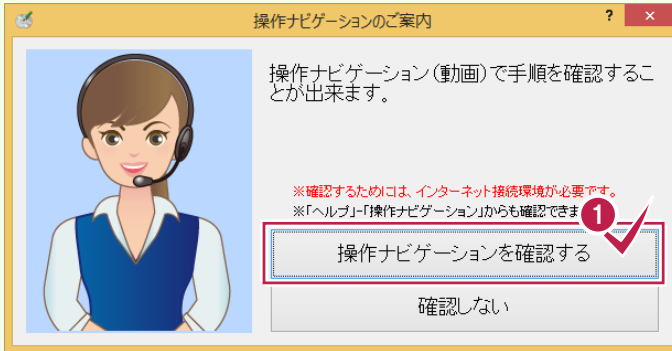 操作ナビゲーションのご案内
?
×
操作ナビゲーション(動画)で手順を確認するこ
とが出来ます。
※確認するためには、インターネット接続環境が必要です。
※「ヘルプ」-「操作ナビゲーション」からも確認できま
1
操作ナビゲーションを確認する
確認しない